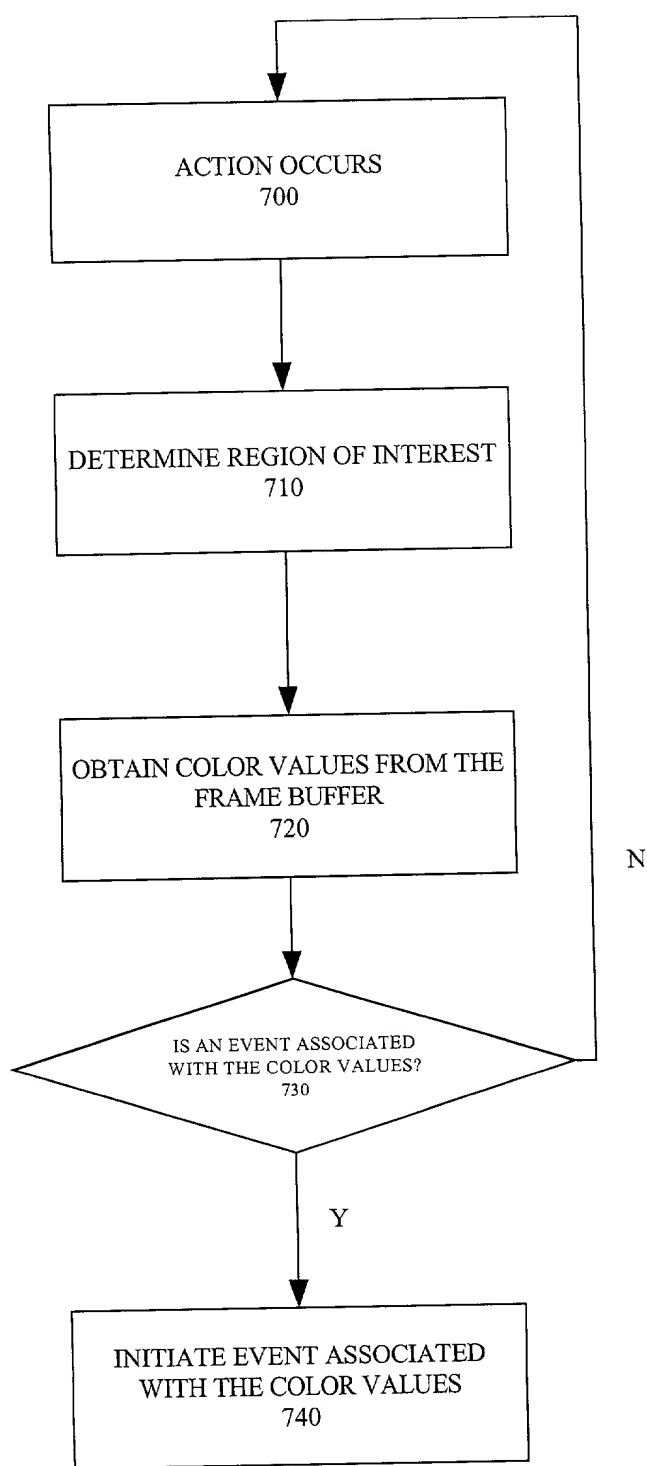 ACTION OCCURS
700
DETERMINE REGION OF INTEREST
710
OBTAIN COLOR VALUES FROM THE
FRAME BUFFER
720
N
IS AN EVENT ASSOCIATED
WITH THE COLOR VALUES?
730
Y
INITIATE EVENT ASSOCIATED
WITH THE COLOR VALUES
740